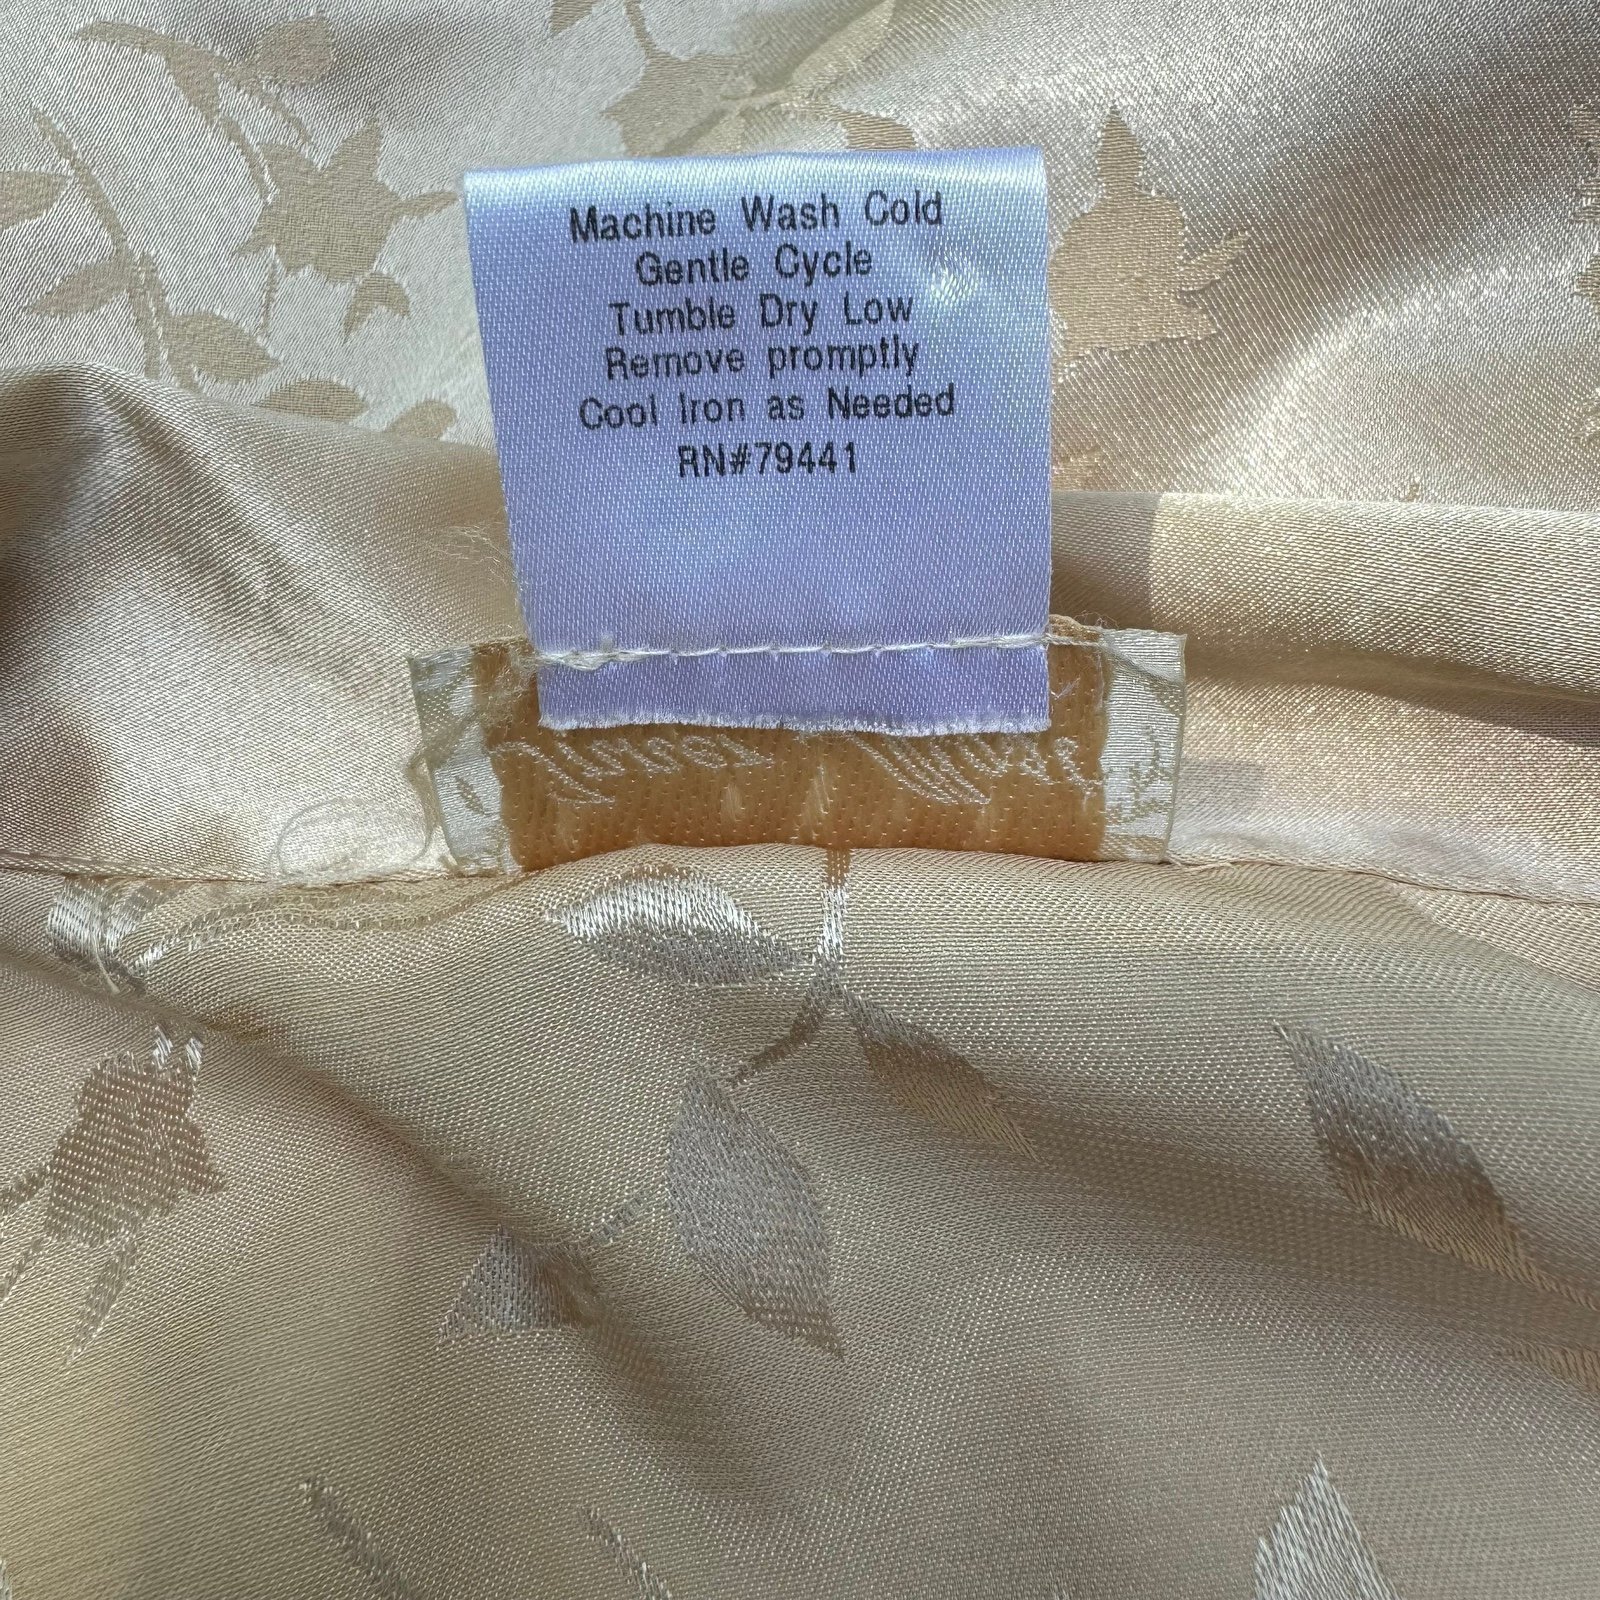 Machine Wash Cold
Gentle Cycle
Tumble Dry Low
Remove promptly
Cool Iron as Needed
RN#79441